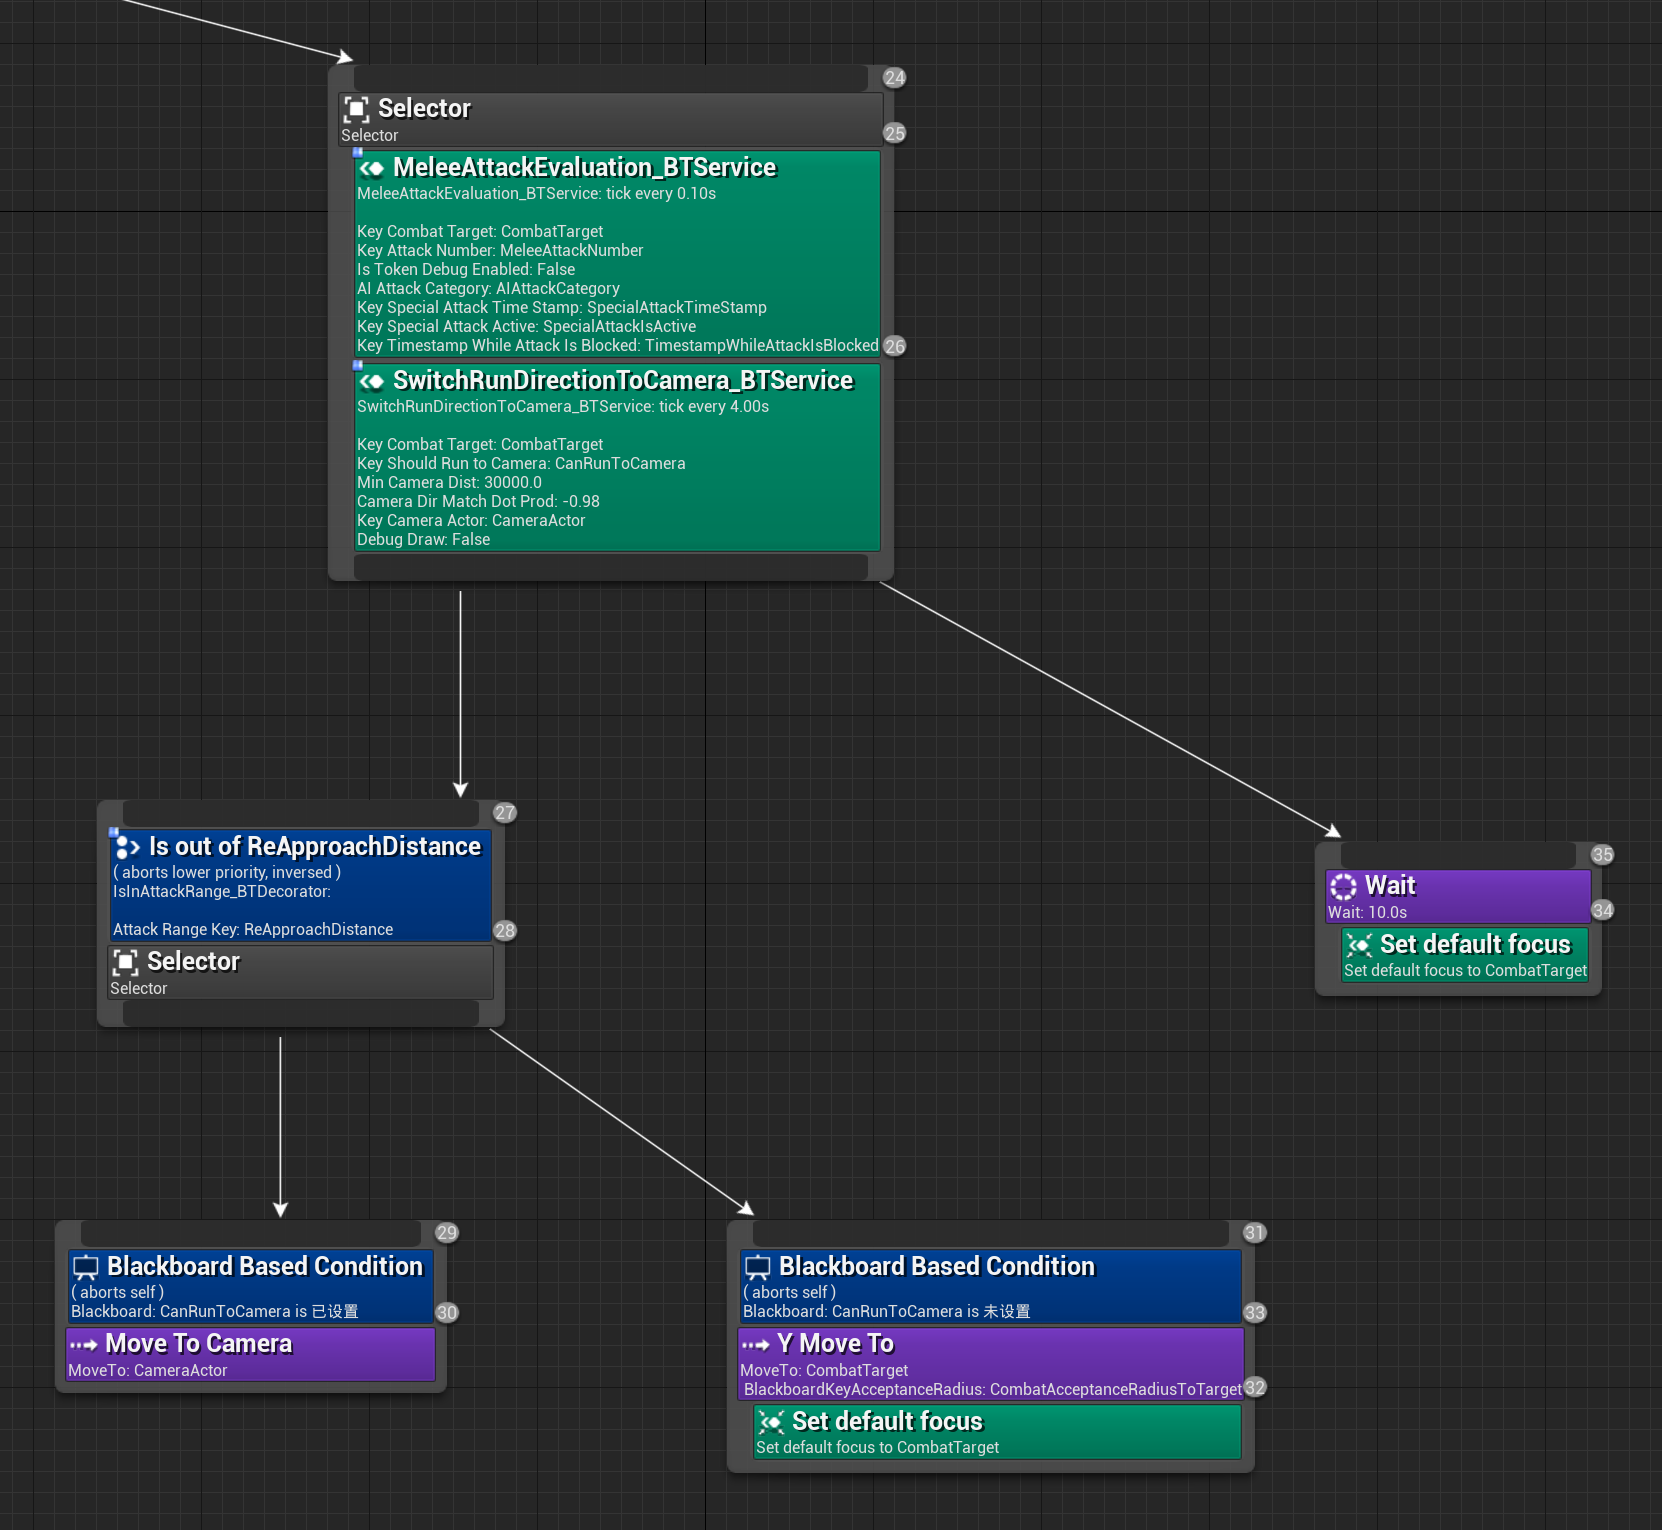 24
Selector
Selector
25
MeleeAttackEvaluation_BTService
MeleeAttackEvaluation_BTService: tick every 0.10s
Key Combat Target: CombatTarget
Key Attack Number: MeleeAttackNumber
Is Token Debug Enabled: False
AI Attack Category: AIAttackCategory
Key Special Attack Time Stamp: SpecialAttackTimeStamp
Key Special Attack Active: SpecialAttackIsActive
Key Timestamp While Attack Is Blocked: TimestampWhileAttackIsBlocked
26
SwitchRunDirectionToCamera_BTService
SwitchRunDirectionToCamera_BTService: tick every 4.00s
Key Combat Target: CombatTarget
Key Should Run to Camera: CanRunToCamera
Min Camera Dist: 30000.0
Camera Dir Match Dot Prod: -0.98
Key Camera Actor: CameraActor
Debug Draw: False
27
Is out of ReApproachDistance
( aborts lower priority, inversed )
IsInAttackRange_BTDecorator:
Attack Range Key: ReApproachDistance
28
Selector
Selector
35
Wait
Wait: 10.0s
34
Set default focus
Set default focus to CombatTarget
29
Blackboard Based Condition
( aborts self )
Blackboard: CanRunToCamera is 已设置
30
Move To Camera
MoveTo: CameraActor
31
Blackboard Based Condition
( aborts self )
Blackboard: CanRunToCamera is 未设置
33
Y Move To
MoveTo: CombatTarget
BlackboardKeyAcceptanceRadius: CombatAcceptanceRadiusToTarget
32
Set default focus
Set default focus to CombatTarget